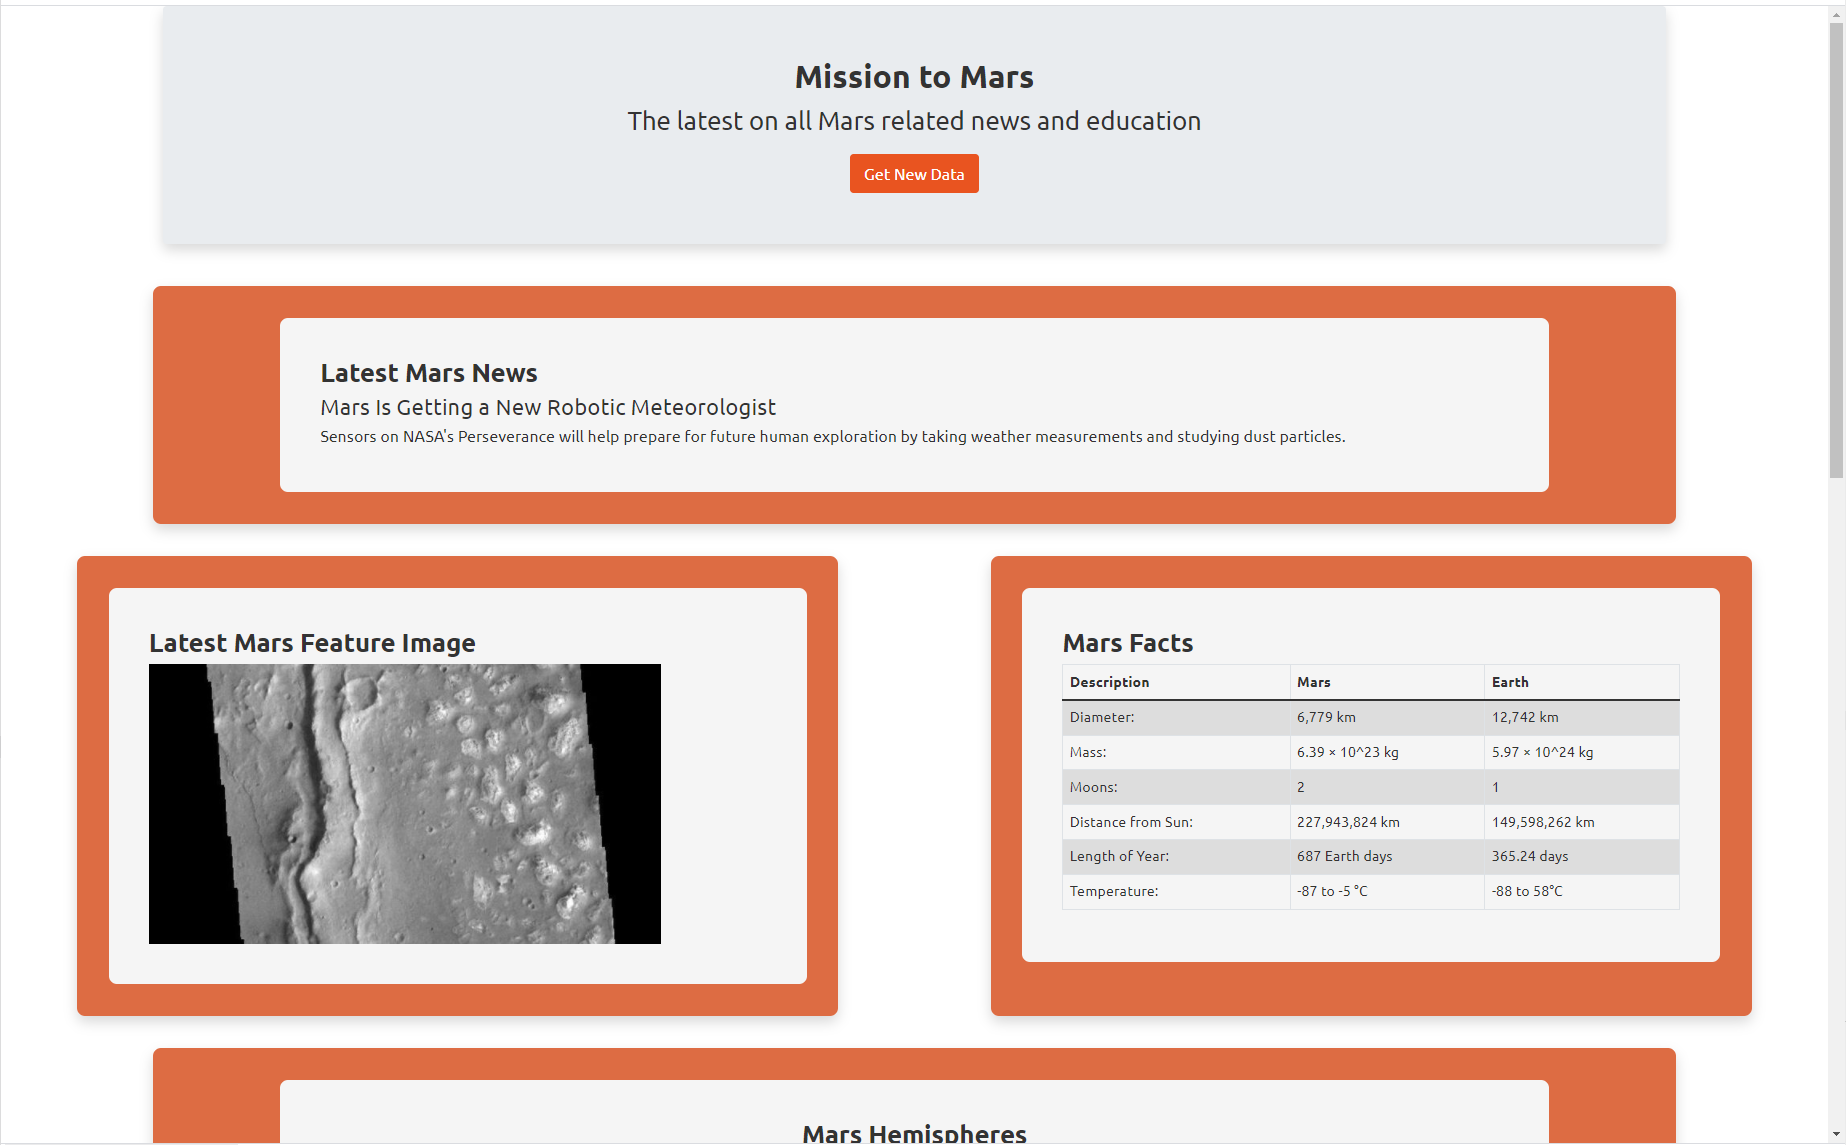 Mission to Mars
The latest on all Mars related news and education
Get New Data
Latest Mars News
Mars Is Getting a New Robotic Meteorologist
Sensors on NASA's Perseverance will help prepare for future human exploration by taking weather measurements and studying dust particles.
Latest Mars Feature Image
Mars Facts
Description Mars Earth
Diameter: 6,779 km 12,742 km
Mass: 6.39 × 10^23 kg 5.97 × 10^24 kg
Moons: 2 1
Distance from Sun: 227,943,824 km 149,598,262 km
Length of Year: 687 Earth days 365.24 days
Temperature: -87 to -5 °C -88 to 58°C
Mars Hemispheres